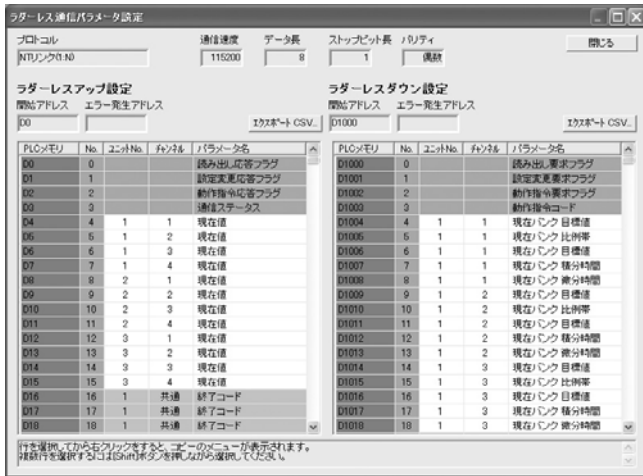 ラダーレス通信パラメータ設定
プロトコル 通信速度 データ長 ストップビット長 パリティ
NTリンク(1:N) 115200 8 1 偶数 閉じる
ラダーレスアップ設定 ラダーレスダウン設定
開始アドレス エラー発生アドレス 開始アドレス エラー発生アドレス
D0 エクスポート CSV... D1000 エクスポート CSV...
PLCメモリ No. ユニットNo. チャンネル パラメータ名 PLCメモリ No. ユニットNo. チャンネル パラメータ名
D0 0 読み出し応答フラグ D1000 0 読み出し要求フラグ
D1 1 設定変更応答フラグ D1001 1 設定変更要求フラグ
D2 2 動作指令応答フラグ D1002 2 動作指令要求フラグ
D3 3 通信ステータス D1003 3 動作指令コード
D4 4 1 1 現在値 D1004 4 1 1 現在バンク 目標値
D5 5 1 2 現在値 D1005 5 1 1 現在バンク 比例帯
D6 6 1 3 現在値 D1006 6 1 1 現在バンク 目標値
D7 7 1 4 現在値 D1007 7 1 1 現在バンク 積分時間
D8 8 2 1 現在値 D1008 8 1 1 現在バンク 微分時間
D9 9 2 2 現在値 D1009 9 1 2 現在バンク 目標値
D10 10 2 3 現在値 D1010 10 1 2 現在バンク 比例帯
D11 11 2 4 現在値 D1011 11 1 2 現在バンク 目標値
D12 12 3 1 現在値 D1012 12 1 2 現在バンク 積分時間
D13 13 3 2 現在値 D1013 13 1 2 現在バンク 微分時間
D14 14 3 3 現在値 D1014 14 1 3 現在バンク 目標値
D15 15 3 4 現在値 D1015 15 1 3 現在バンク 比例帯
D16 16 1 共通 終了コード D1016 16 1 3 現在バンク 目標値
D17 17 1 共通 終了コード D1017 17 1 3 現在バンク 積分時間
D18 18 1 共通 終了コード D1018 18 1 3 現在バンク 微分時間
行を選択してから右クリックをすると、コピーのメニューが表示されます。
複数行を選択するには[Shift]ボタンを押しながら選択してください。